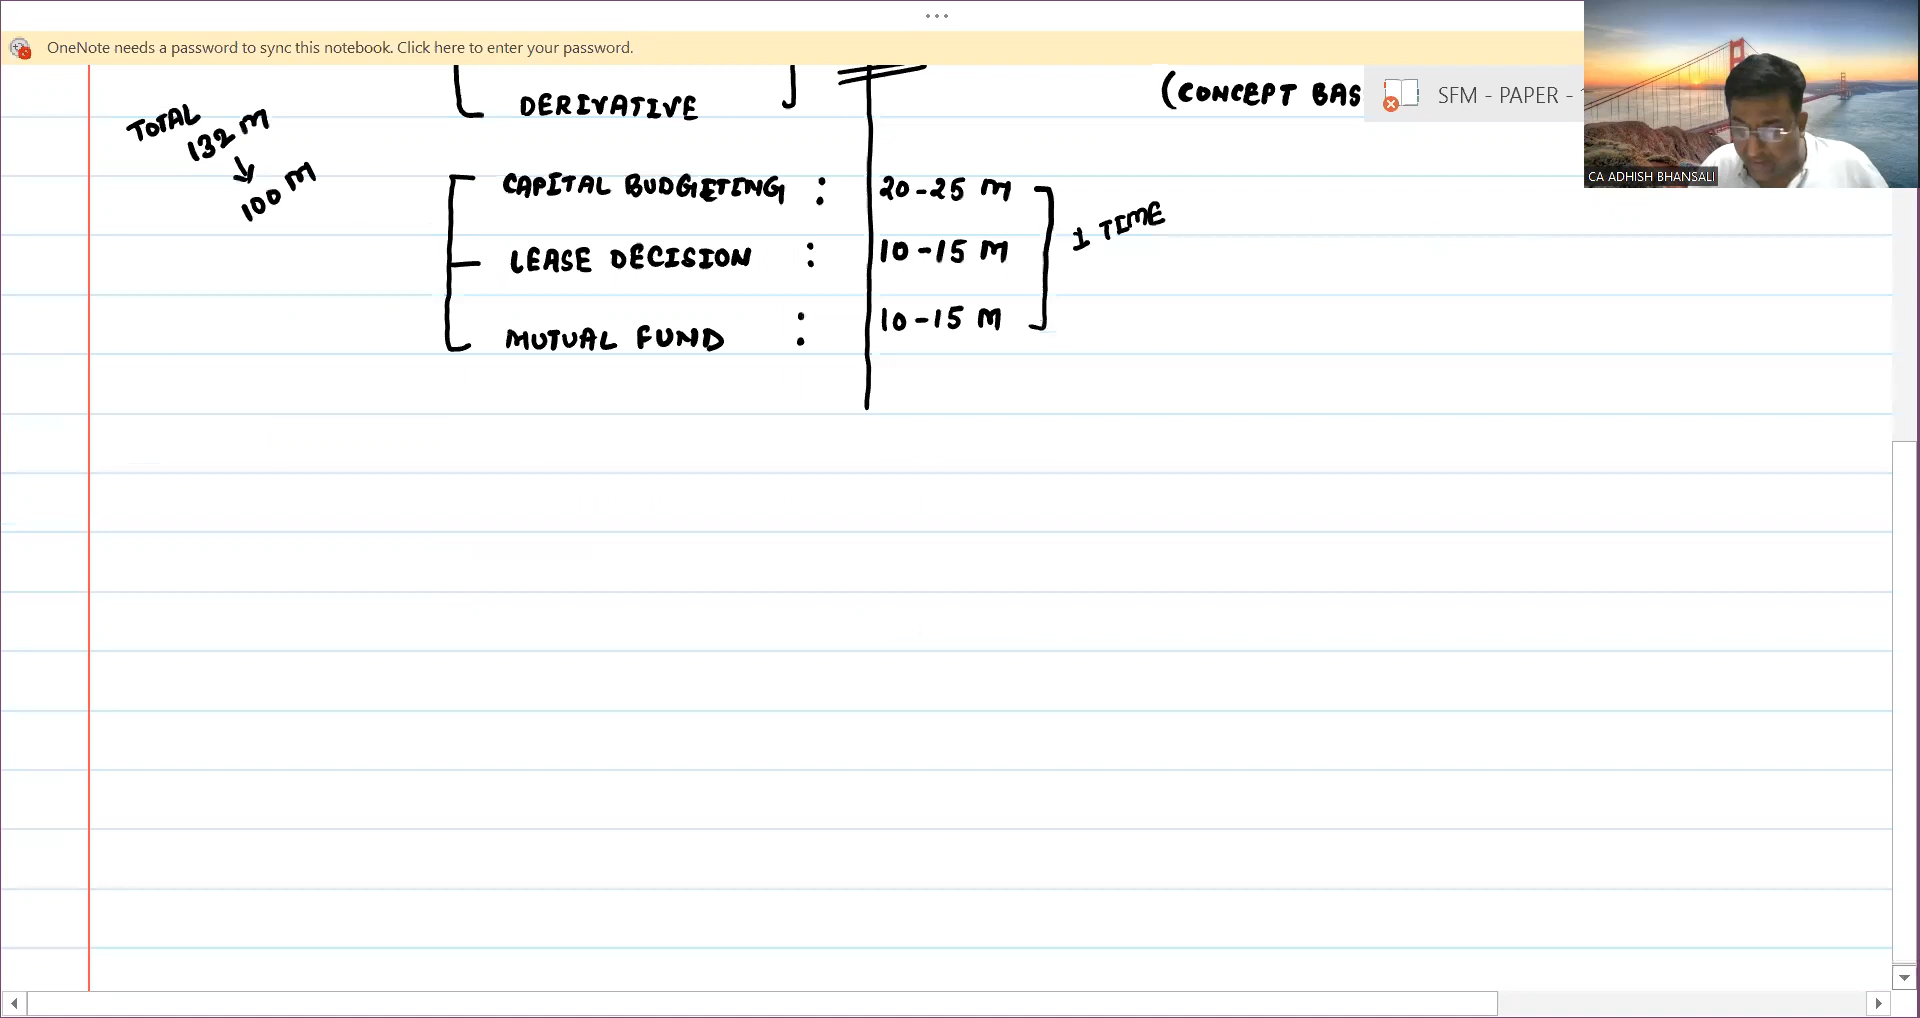 OneNote needs a password to sync this notebook. Click here to enter your password.
(CONCEPT BAS
SFM - PAPER -
CA ADHISH BHANSALI
DERIVATIVE
TOTAL
132 M
100 M
CAPITAL BUDGETING : 20-25 M
LEASE DECISION : 10-15 M
MUTUAL FUND : 10-15 M
1 TIME